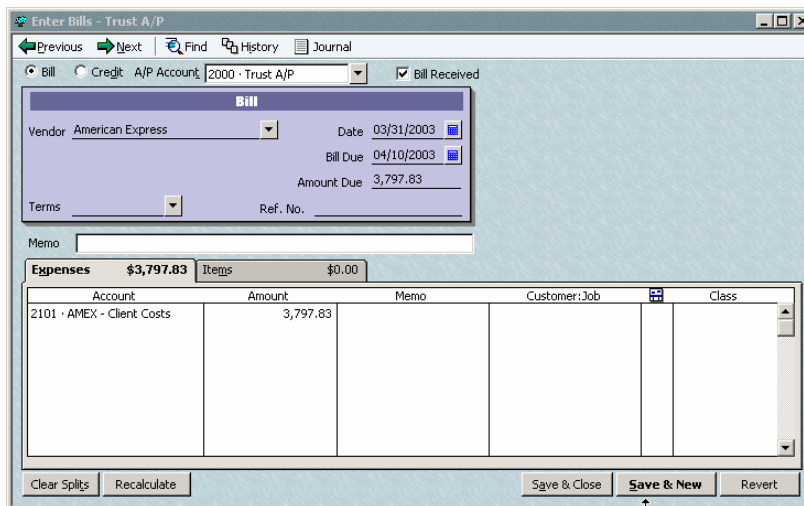 Enter Bills - Trust A/P
Previous Next Find History Journal
Bill Credit A/P Account 2000 · Trust A/P Bill Received
Bill
Vendor American Express Date 03/31/2003
Bill Due 04/10/2003
Amount Due 3,797.83
Terms Ref. No.
Memo
Expenses $3,797.83 Items $0.00
Account Amount Memo Customer:Job Class
2101 · AMEX - Client Costs 3,797.83
Clear Splits Recalculate Save & Close Save & New Revert